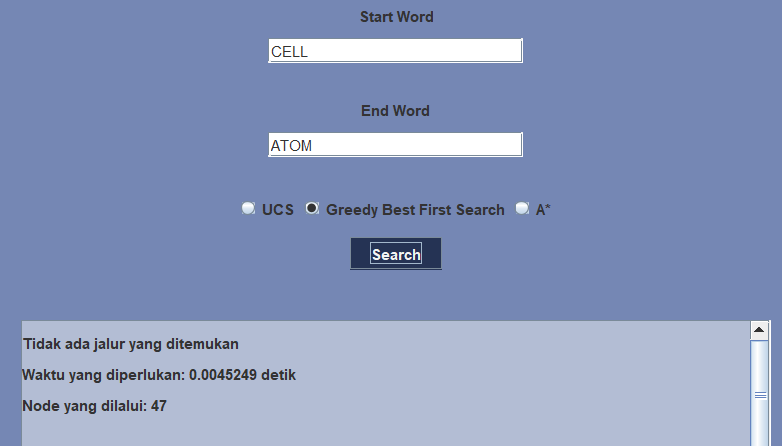 Start Word
CELL
End Word
ATOM
UCS Greedy Best First Search A*
Search
Tidak ada jalur yang ditemukan
Waktu yang diperlukan: 0.0045249 detik
Node yang dilalui: 47